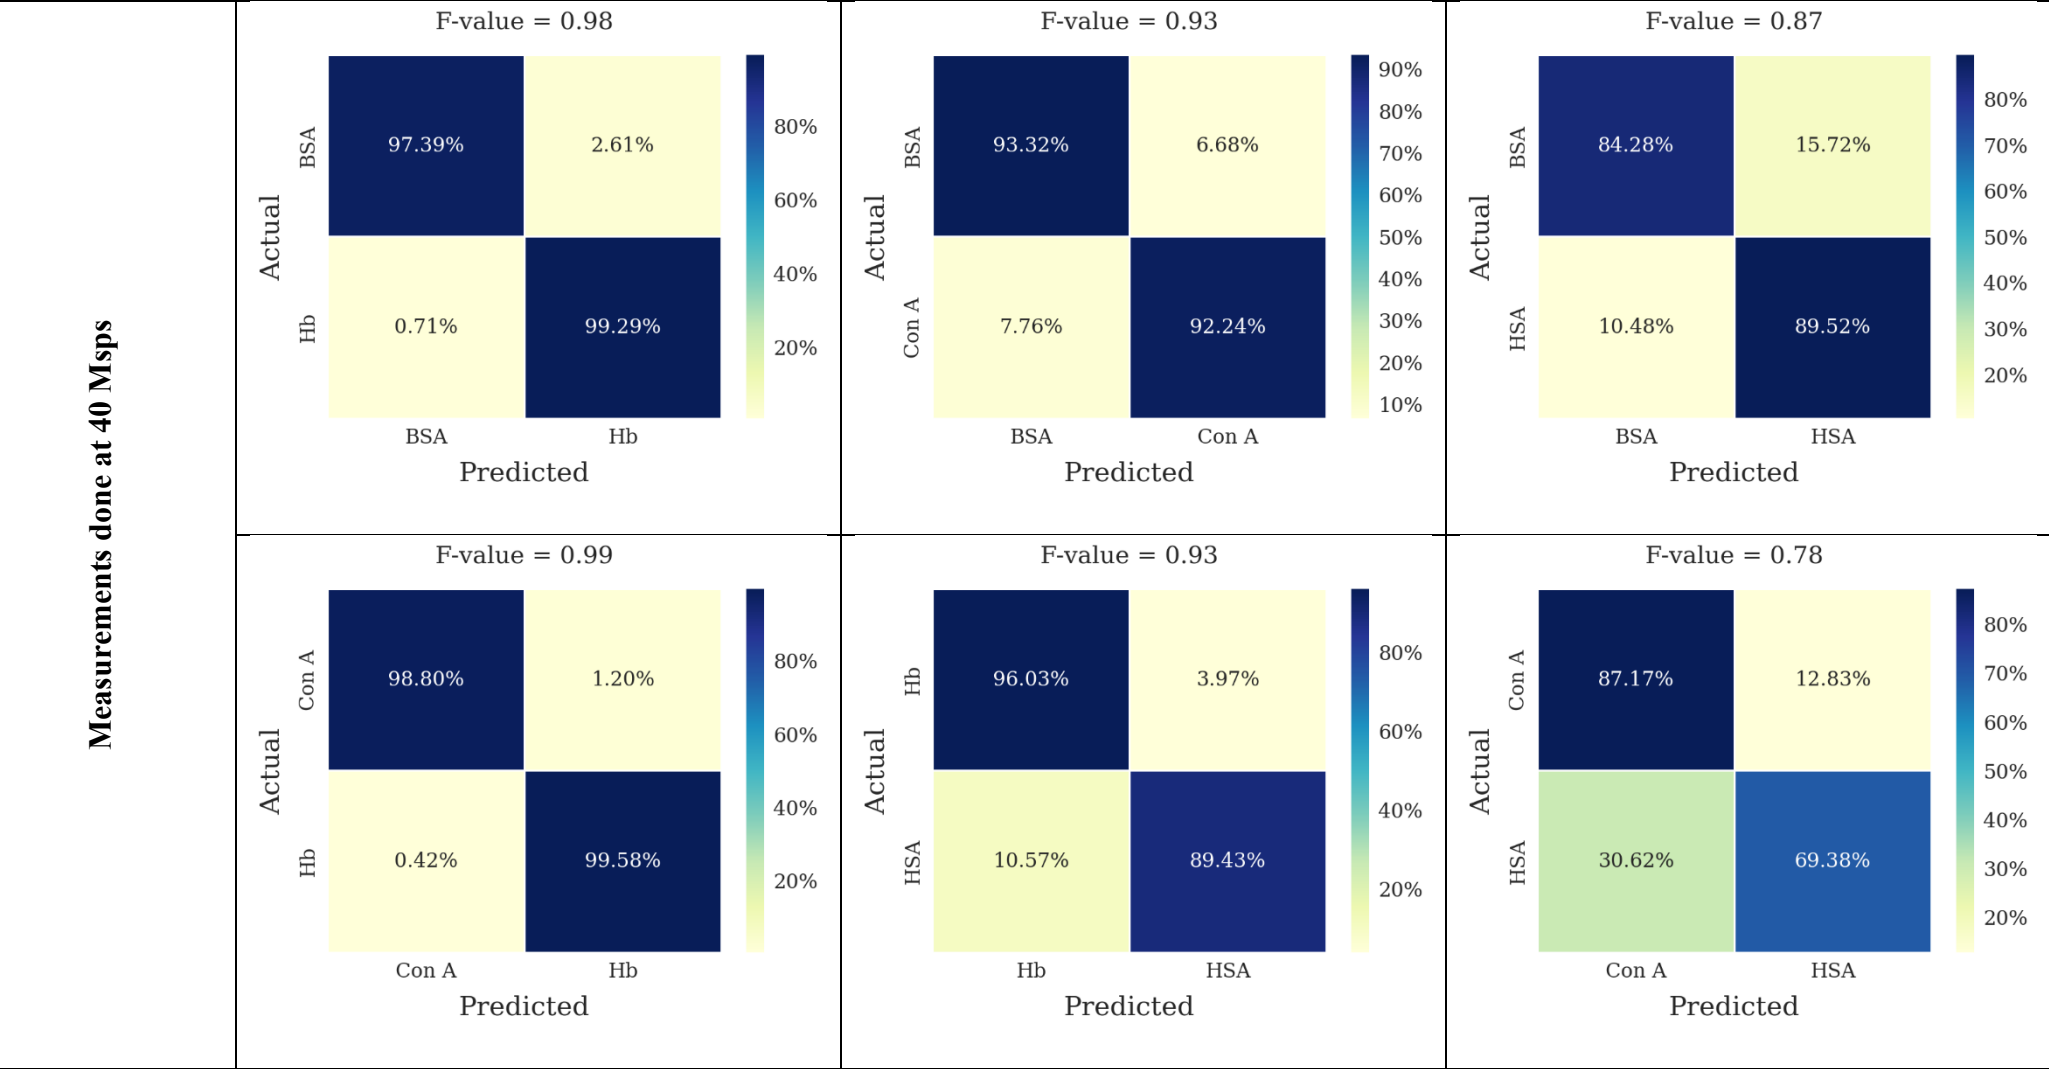 Measurements done at 40 Msps
F-value = 0.98
Actual
BSA
97.39%
2.61%
Hb
0.71%
99.29%
BSA
Hb
Predicted
80%
60%
40%
20%
F-value = 0.93
Actual
BSA
93.32%
6.68%
Con A
7.76%
92.24%
BSA
Con A
Predicted
90%
80%
70%
60%
50%
40%
30%
20%
10%
F-value = 0.87
Actual
BSA
84.28%
15.72%
HSA
10.48%
89.52%
BSA
HSA
Predicted
80%
70%
60%
50%
40%
30%
20%
F-value = 0.99
Actual
Con A
98.80%
1.20%
Hb
0.42%
99.58%
Con A
Hb
Predicted
80%
60%
40%
20%
F-value = 0.93
Actual
Hb
96.03%
3.97%
HSA
10.57%
89.43%
Hb
HSA
Predicted
80%
60%
40%
20%
F-value = 0.78
Actual
Con A
87.17%
12.83%
HSA
30.62%
69.38%
Con A
HSA
Predicted
80%
70%
60%
50%
40%
30%
20%